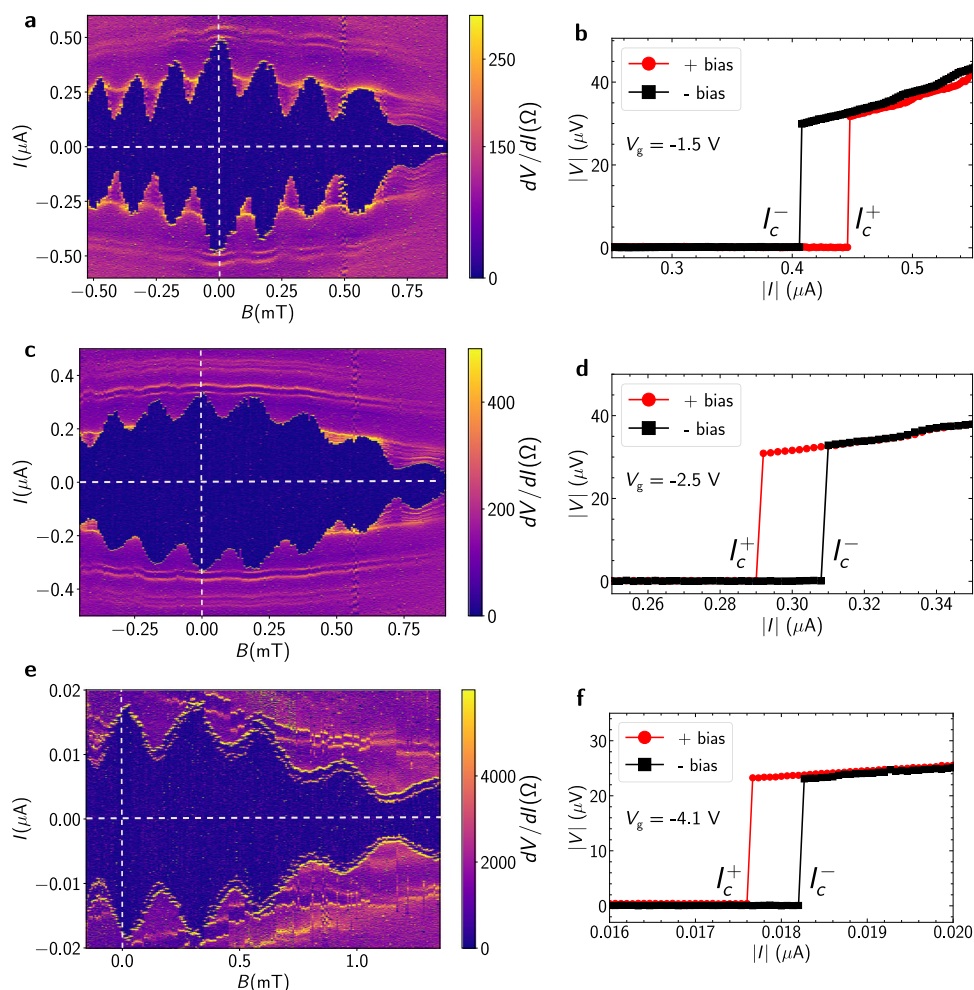 a
0.50
0.25
0.00
−0.25
−0.50
I(μA)
−0.50 −0.25 0.00 0.25 0.50 0.75
B(mT)
250
150
0
dV/dI(Ω)
b
+ bias
- bias
V_g = -1.5 V
I_c^- I_c^+
40
20
0
|V| (μV)
0.3 0.4 0.5
|I| (μA)
c
0.4
0.2
0.0
−0.2
−0.4
I(μA)
−0.25 0.00 0.25 0.50 0.75
B(mT)
400
200
0
dV/dI(Ω)
d
+ bias
- bias
V_g = -2.5 V
I_c^+ I_c^-
40
20
0
|V| (μV)
0.26 0.28 0.30 0.32 0.34
|I| (μA)
e
0.02
0.01
0.00
−0.01
−0.02
I(μA)
0.0 0.5 1.0
B(mT)
4000
2000
0
dV/dI(Ω)
f
+ bias
- bias
V_g = -4.1 V
I_c^+ I_c^-
30
20
10
0
|V| (μV)
0.016 0.017 0.018 0.019 0.020
|I| (μA)